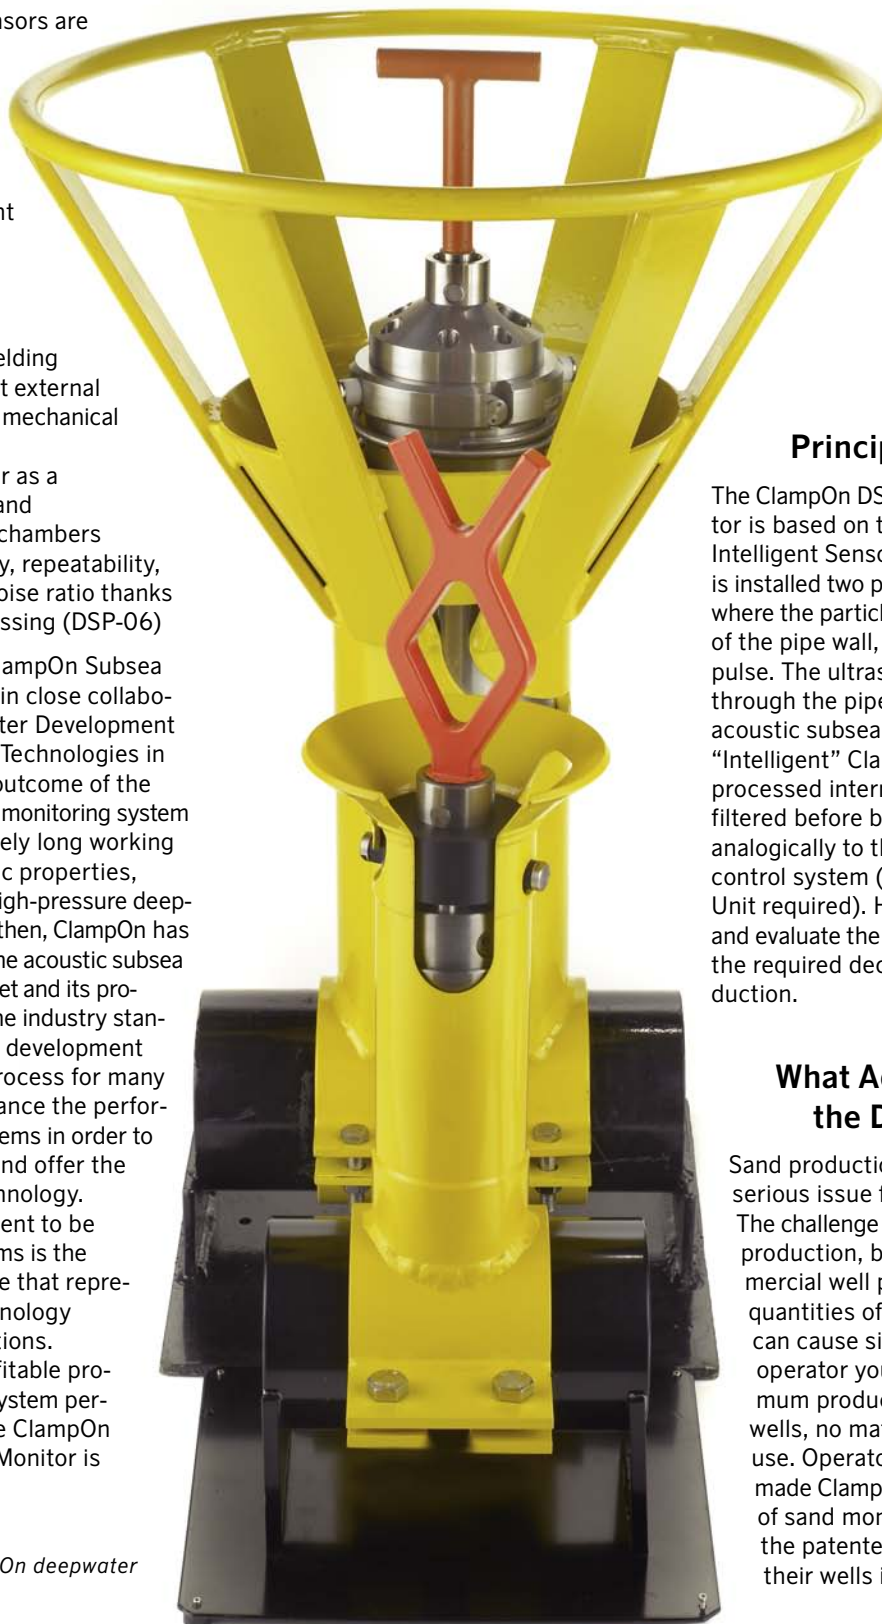 nsors are
nt
elding
t external
mechanical
r as a
and
chambers
y, repeatability,
oise ratio thanks
essing (DSP-06)
lampOn Subsea
in close collabo-
ter Development
Technologies in
outcome of the
monitoring system
ely long working
ic properties,
igh-pressure deep-
then, ClampOn has
he acoustic subsea
et and its pro-
he industry stan-
development
rocess for many
ance the perfor-
ems in order to
nd offer the
hnology.
ent to be
ms is the
e that repre-
nology
tions.
fitable pro-
ystem per-
e ClampOn
Monitor is
On deepwater
Princip
The ClampOn DS
tor is based on t
Intelligent Senso
is installed two p
where the particl
of the pipe wall,
pulse. The ultras
through the pipe
acoustic subsea
“Intelligent” Cla
processed intern
filtered before b
analogically to th
control system (
Unit required). H
and evaluate the
the required dec
duction.
What Ad
the D
Sand productio
serious issue f
The challenge
production, b
mercial well p
quantities of
can cause si
operator you
mum produc
wells, no mat
use. Operato
made Clamp
of sand mon
the patente
their wells i